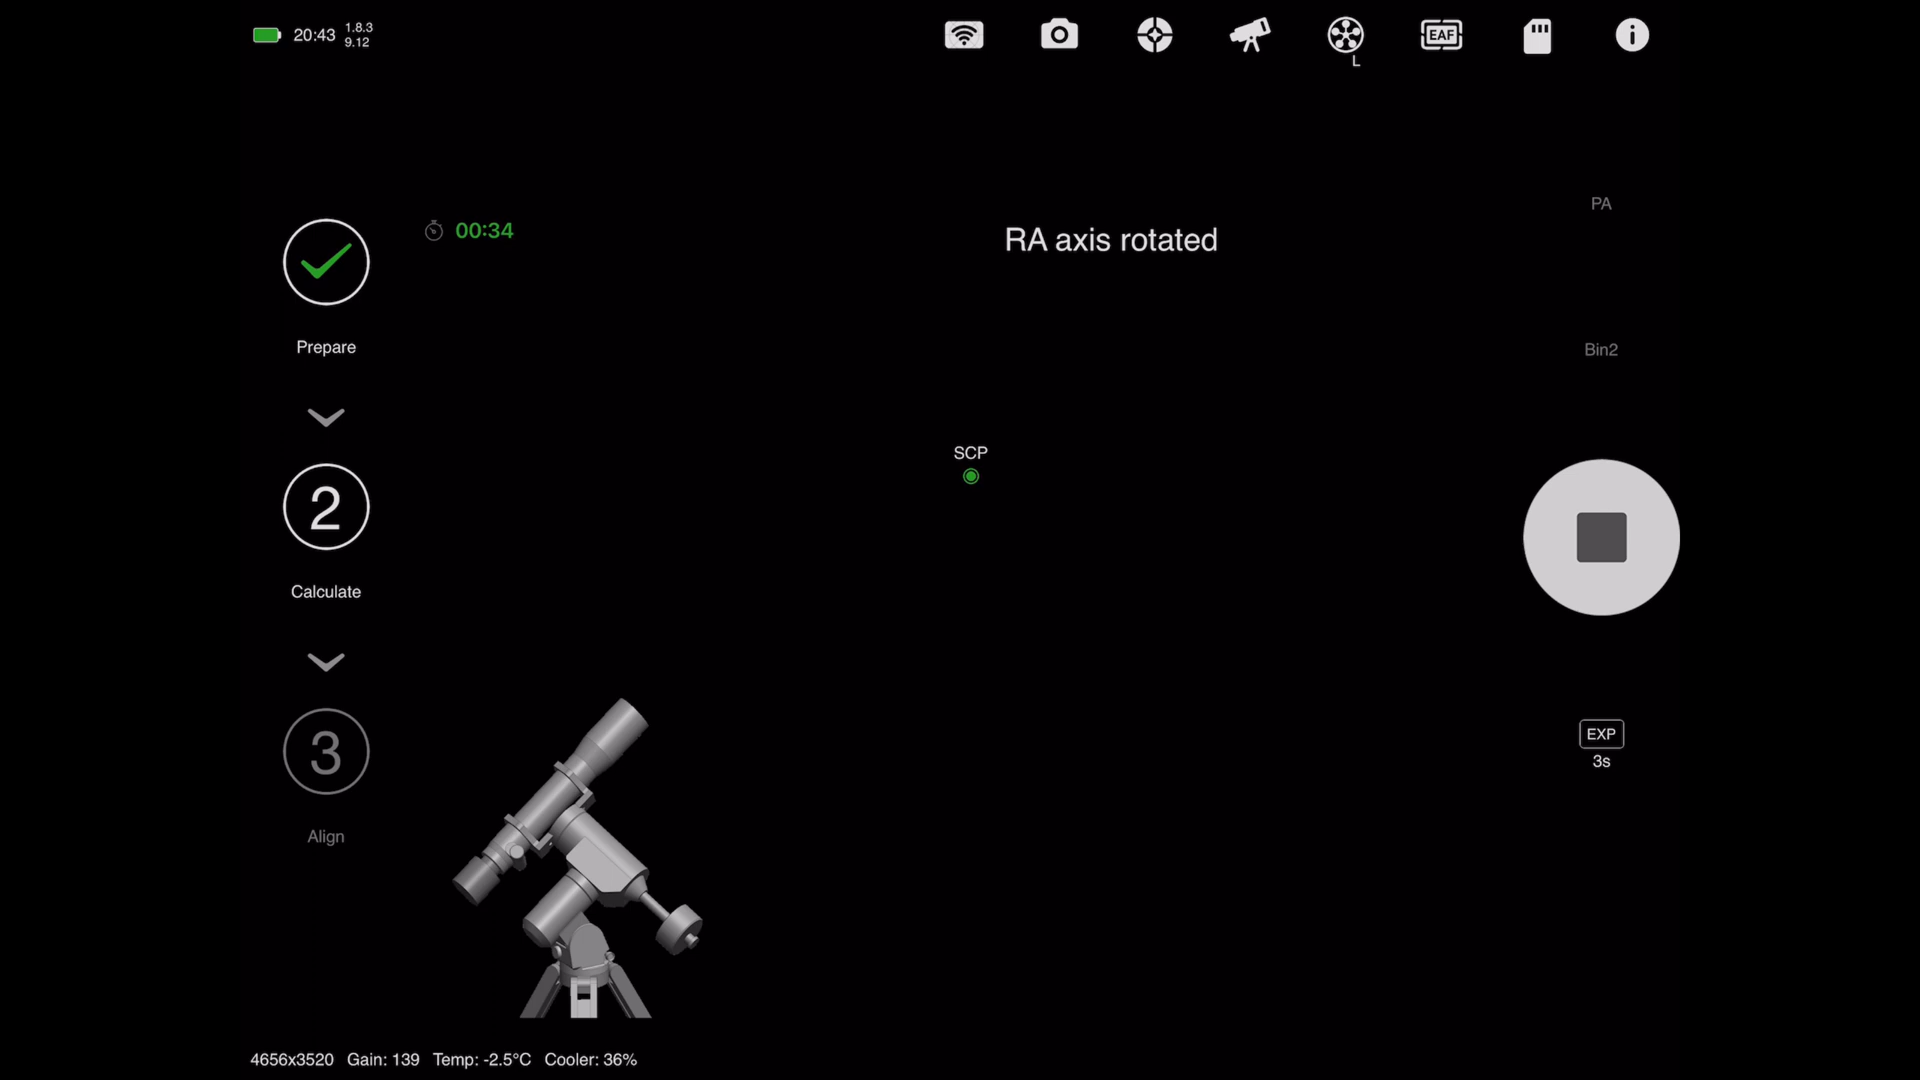 20:43
1.8.3
9.12
EAF
L
PA
00:34
RA axis rotated
Prepare
Bin2
SCP
2
Calculate
EXP
3s
3
Align
4656x3520 Gain: 139 Temp: -2.5°C Cooler: 36%